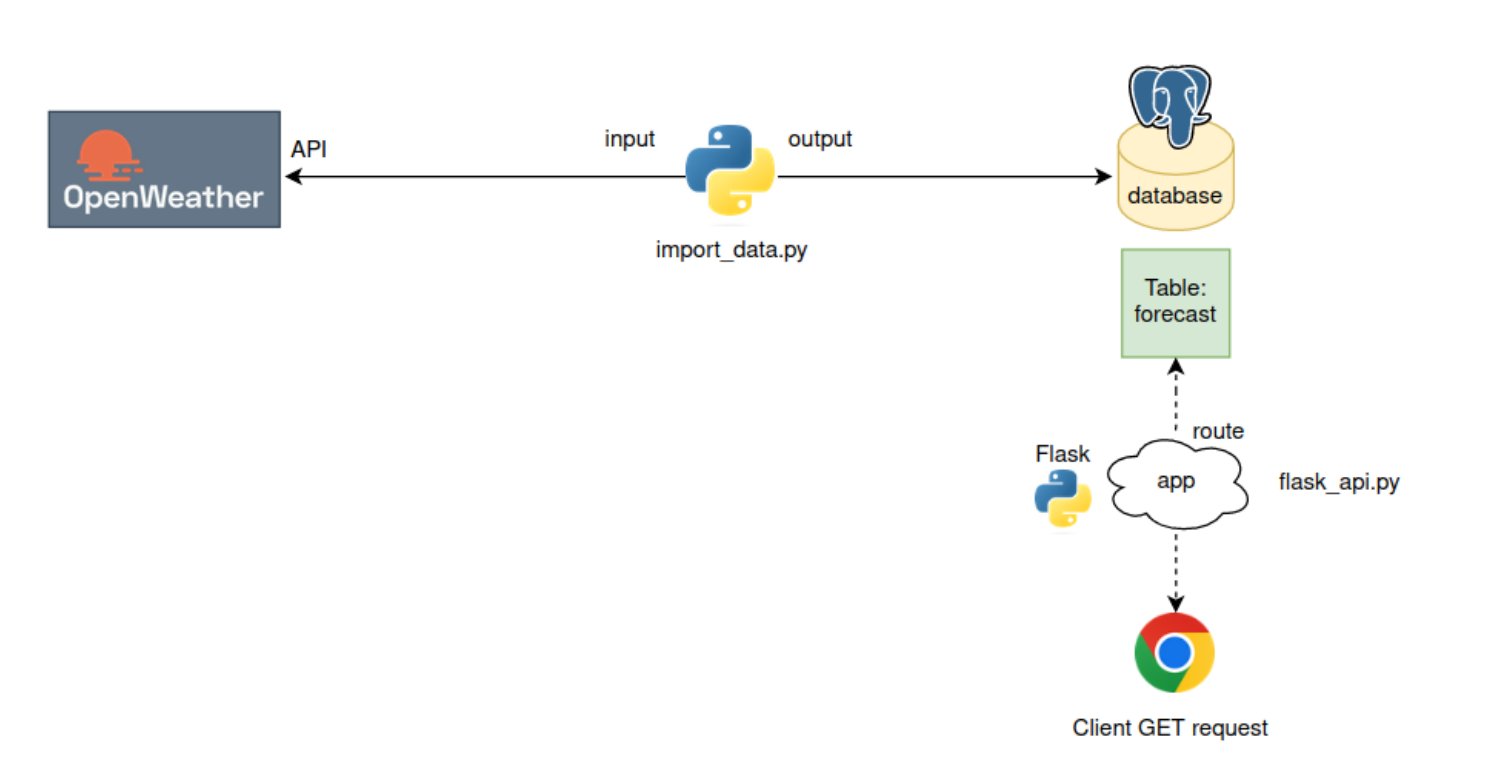 OpenWeather
API
input
output
import_data.py
database
Table:
forecast
route
Flask
app
flask_api.py
Client GET request